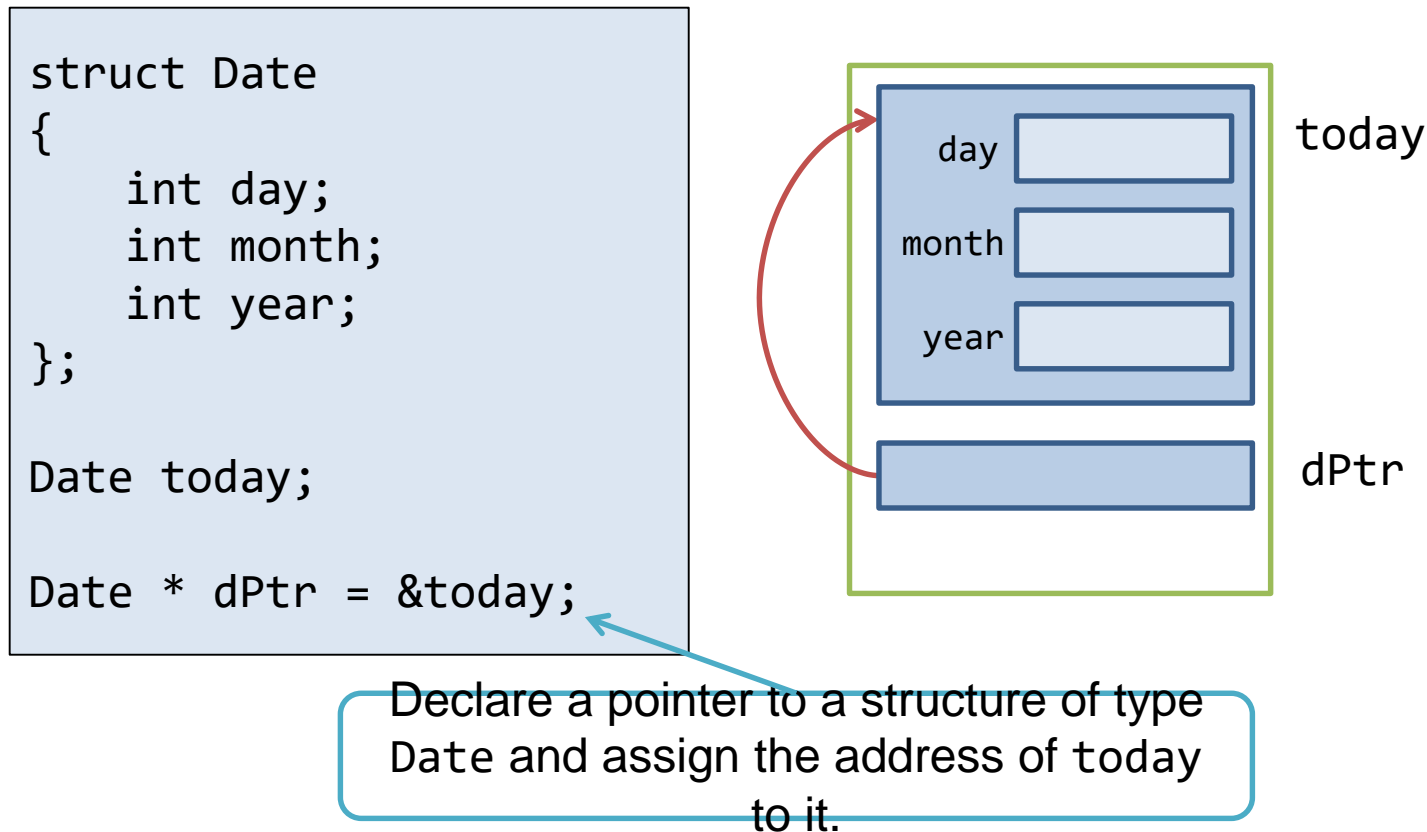 struct Date
{
int day;
int month;
int year;
};
Date today;
Date * dPtr = &today;
day
month
year
today
dPtr
Declare a pointer to a structure of type
Date and assign the address of today
to it.